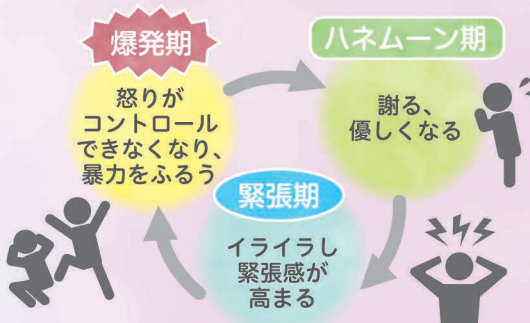 爆発期
怒りが
コントロール
できなくなり、
暴力をふるう
ハネムーン期
謝る、
優しくなる
緊張期
イライラし
緊張感が
高まる